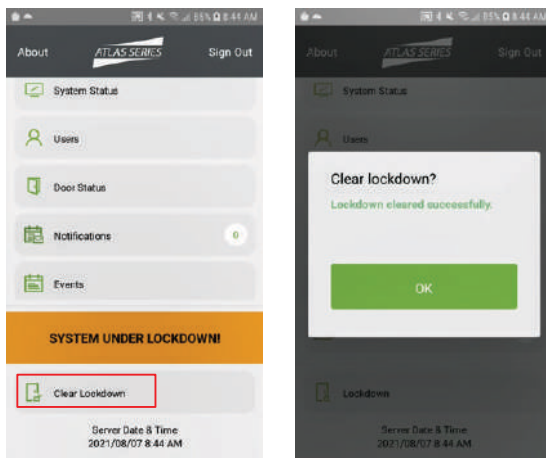 85% 8:44 AM
About ATLAS SERIES Sign Out
System Status
Users
Door Status
Notifications 0
Events
SYSTEM UNDER LOCKDOWN!
Clear Lockdown
Server Date & Time
2021/08/07 8:44 AM
85% 8:44 AM
About ATLAS SERIES Sign Out
System Status
Users
Clear lockdown?
Lockdown cleared successfully.
OK
Lockdown
Server Date & Time
2021/08/07 8:44 AM